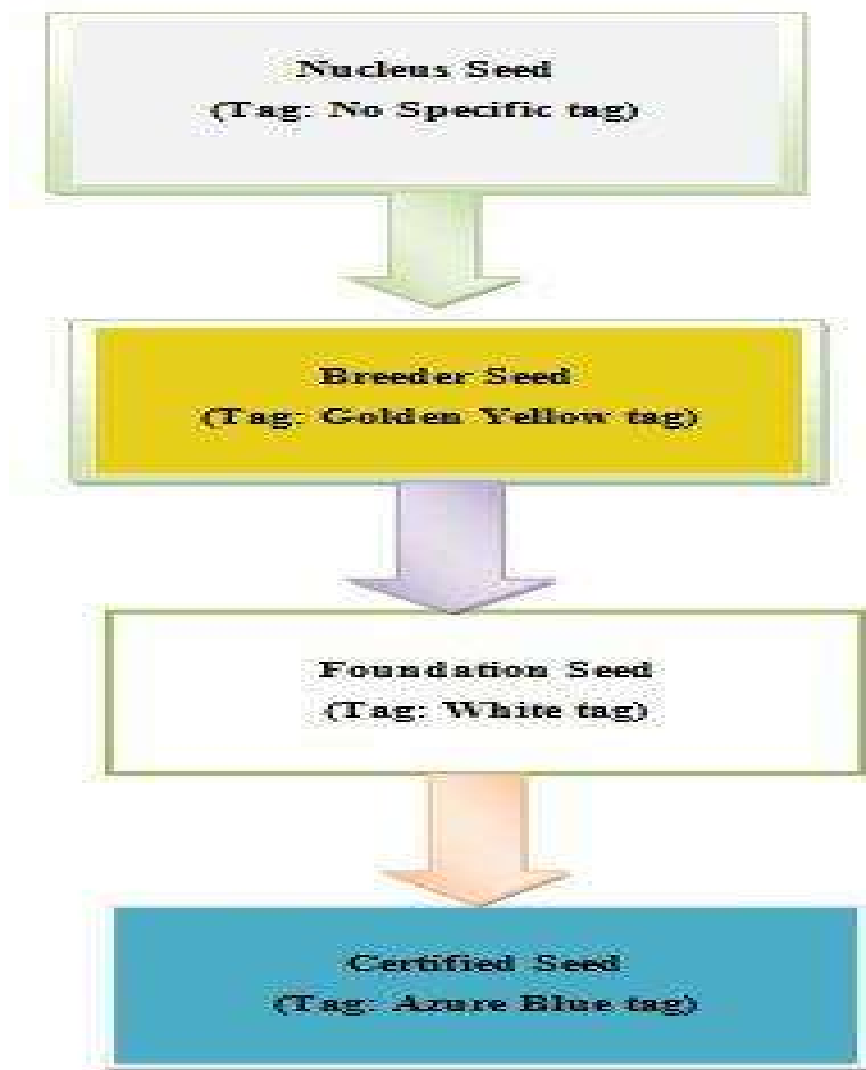 Nucleus Seed
(Tag: No Specific tag)
Breeder Seed
(Tag: Golden Yellow tag)
Foundation Seed
(Tag: White tag)
Certified Seed
(Tag: Azure Blue tag)